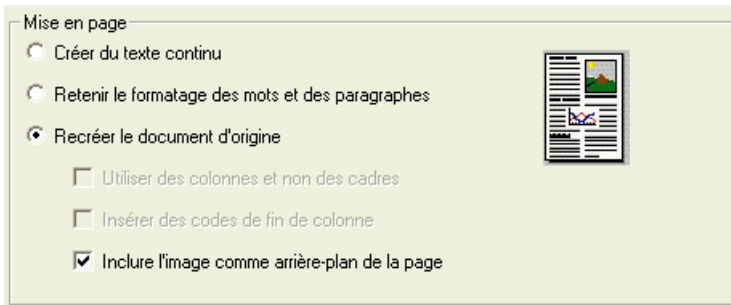 Mise en page
Créer du texte continu
Retenir le formatage des mots et des paragraphes
Recréer le document d'origine
Utiliser des colonnes et non des cadres
Insérer des codes de fin de colonne
Inclure l'image comme arrière-plan de la page